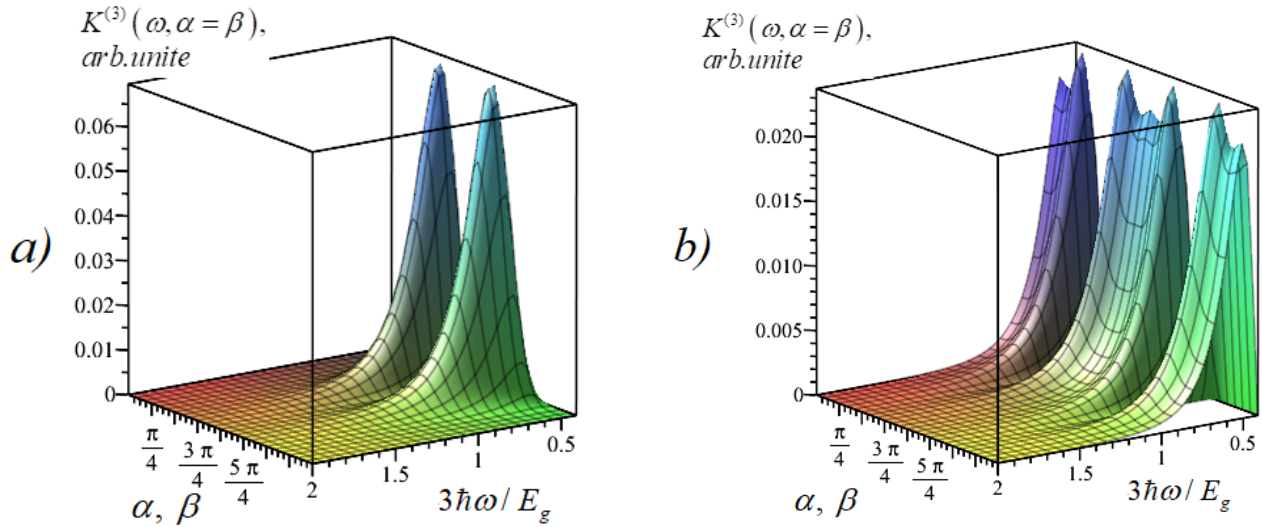 K^{(3)}(ω, α = β),
arb.unite
a)
0.06
0.05
0.04
0.03
0.02
0.01
0
π/4
3π/4
5π/4
2
1.5
1
0.5
α, β
3ħω / E_g
K^{(3)}(ω, α = β),
arb.unite
b)
0.020
0.015
0.010
0.005
0
π/4
3π/4
5π/4
2
1.5
1
0.5
α, β
3ħω / E_g